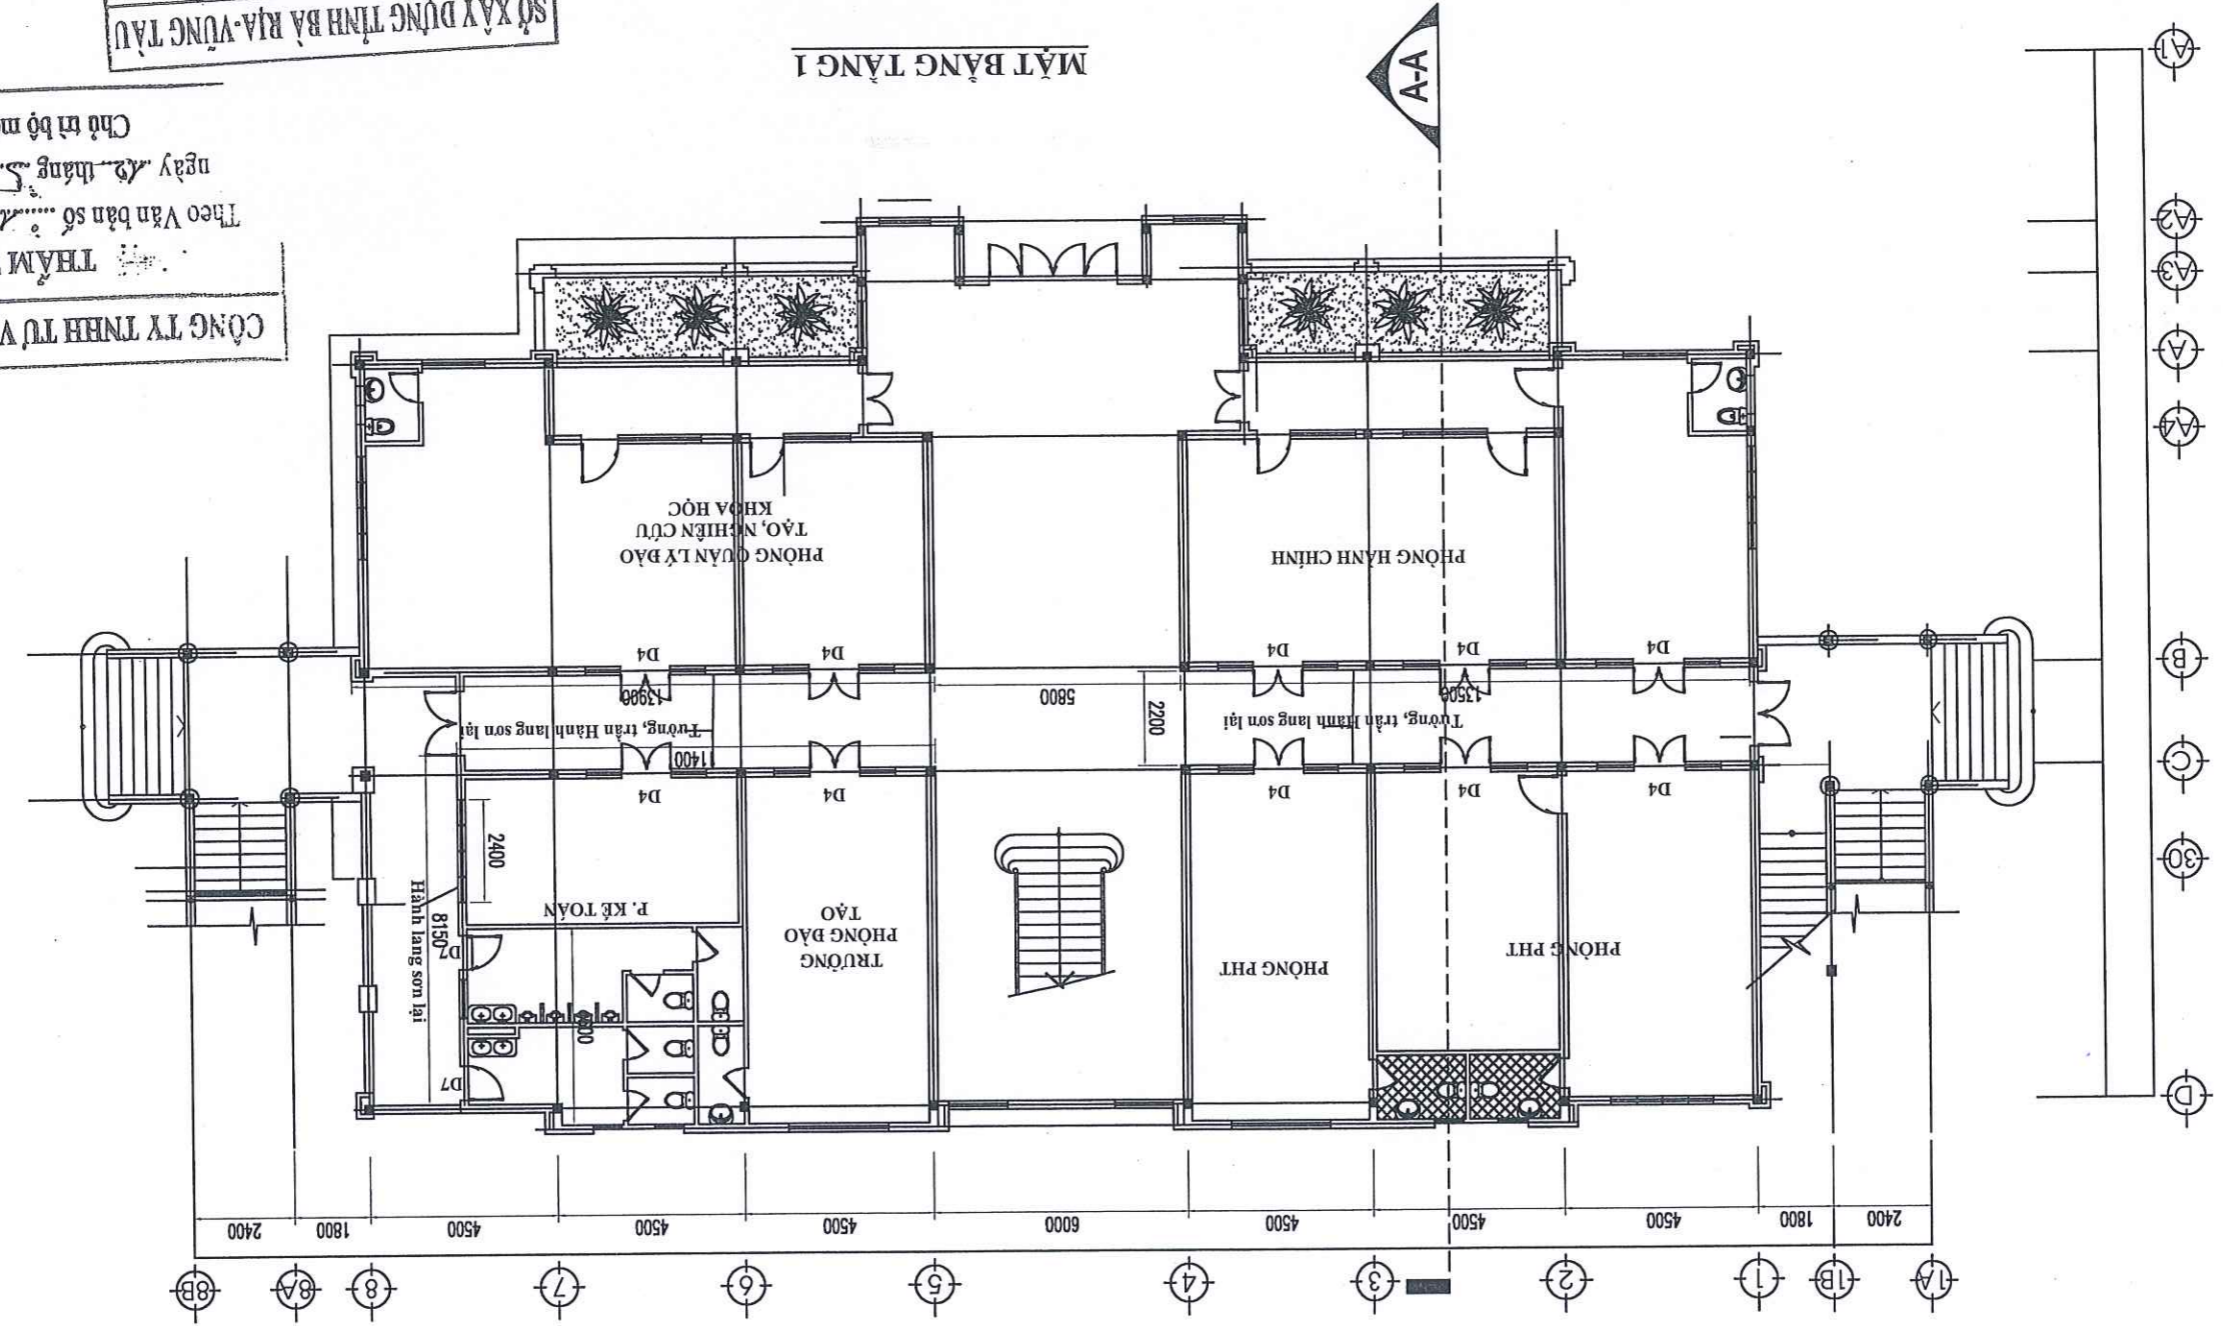 1A 1B 1 2 3 4 5 6 7 8 8A 8B
2400 1800 4500 4500 4500 6000 4500 4500 4500 1800 2400
D
D7
PHÒNG PHT
PHÒNG PHT
TRƯỞNG
PHÒNG ĐÀO
TẠO
P. KẾ TOÁN
D7
8150
Hành lang sơn lại
2400
D4 D4 D4 D4 D4
C
11400
Tường, trần Hành lang sơn lại
2200
Tường, trần Hành lang sơn lại
13500
5800
13900
B
D4 D4 D4 D4 D4
PHÒNG HÀNH CHÍNH
PHÒNG QUẢN LÝ ĐÀO
TẠO, NGHIÊN CỨU
KHOA HỌC
A4
A
A3
A2
A1
A-A
MẶT BẰNG TẦNG 1
CÔNG TY TNHH TƯ V
THẨM
Theo Văn bản số
ngày 12 tháng 5
Chủ trì bộ m
SỞ XÂY DỰNG TỈNH BÀ RỊA-VŨNG TÀU